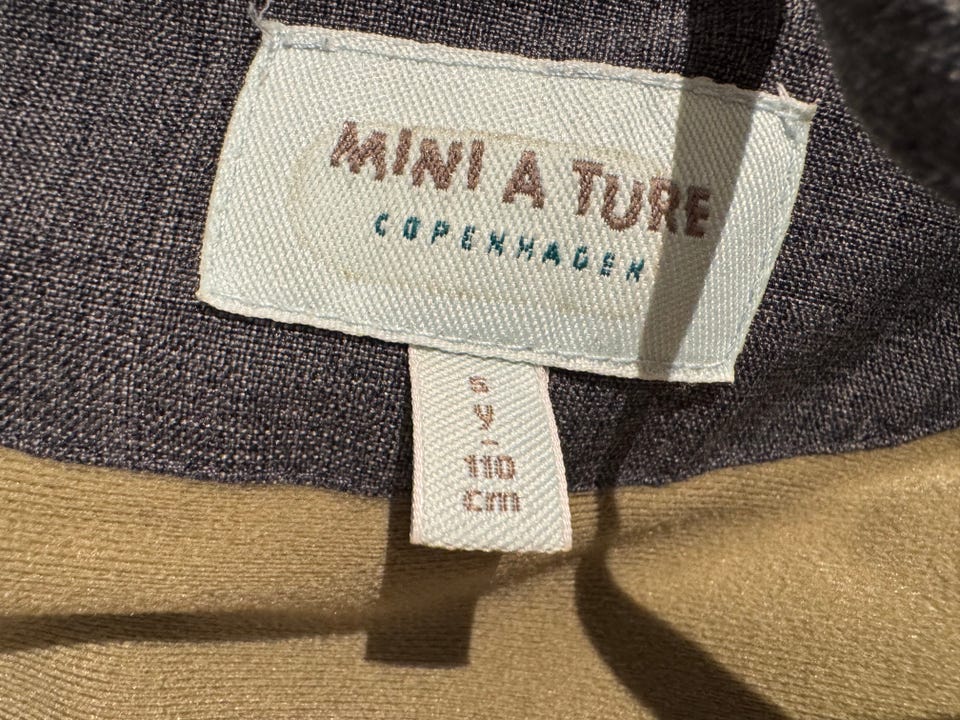 MINI A TURE
COPENHAGEN
5
y
-
110
cm